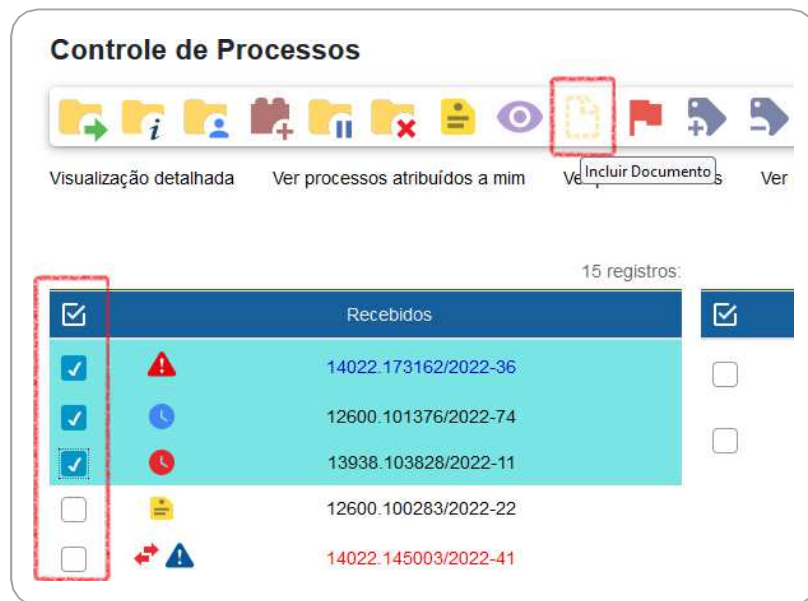 Controle de Processos
Visualização detalhada Ver processos atribuídos a mim Ve s Ver
Incluir Documento
15 registros:
Recebidos
14022.173162/2022-36
12600.101376/2022-74
13938.103828/2022-11
12600.100283/2022-22
14022.145003/2022-41